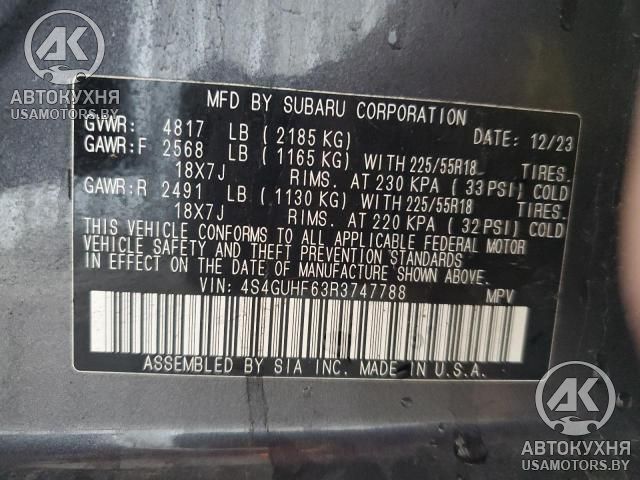 AK
АВТОКУХНЯ
USAMOTORS.BY
MFD BY SUBARU CORPORATION
GVWR: 4817 LB ( 2185 KG) DATE: 12/23
GAWR:F 2568 LB ( 1165 KG) WITH 225/55R18 TIRES.
18X7J RIMS. AT 230 KPA ( 33 PSI) COLD
GAWR:R 2491 LB ( 1130 KG) WITH 225/55R18 TIRES.
18X7J RIMS. AT 220 KPA ( 32 PSI) COLD
THIS VEHICLE CONFORMS TO ALL APPLICABLE FEDERAL MOTOR
VEHICLE SAFETY AND THEFT PREVENTION STANDARDS IN EFFECT ON THE
DATE OF MANUFACTURE SHOWN ABOVE.
VIN: 4S4GUHF63R3747788 MPV
ASSEMBLED BY SIA INC. MADE IN U.S.A.
AK
АВТОКУХНЯ
USAMOTORS.BY